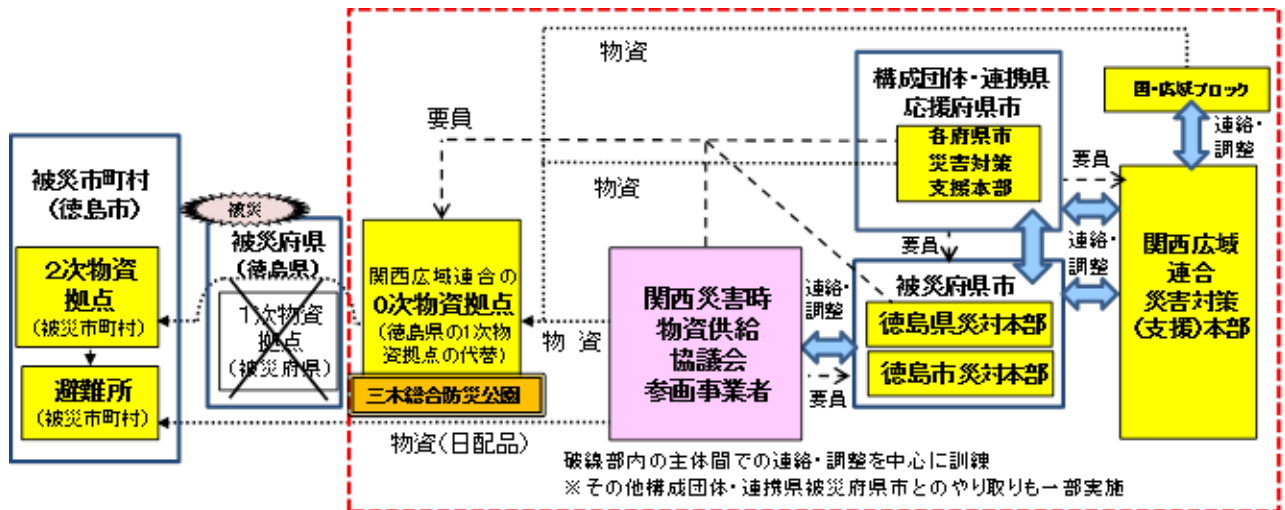 被災市町村
(徳島市)
2次物資
拠点
(被災市町村)
避難所
(被災市町村)
被災
被災府県
(徳島県)
1次物資
拠点
(被災府県)
関西広域連合の
0次物資拠点
(徳島県の1次物
資拠点の代替)
三木総合防災公園
要員
物資
物資
物 資
物資(日配品)
関西災害時
物資供給
協議会
参画事業者
構成団体・連携県
応援府県市
各府県市
災害対策
支援本部
要員
要員
連絡・
調整
要員
被災府県市
徳島県災対本部
徳島市災対本部
国・広域ブロック
連絡・
調整
連絡・
調整
関西広域
連合
災害対策
(支援)本部
破線部内の主体間での連絡・調整を中心に訓練
※その他構成団体・連携県被災府県市とのやり取りも一部実施